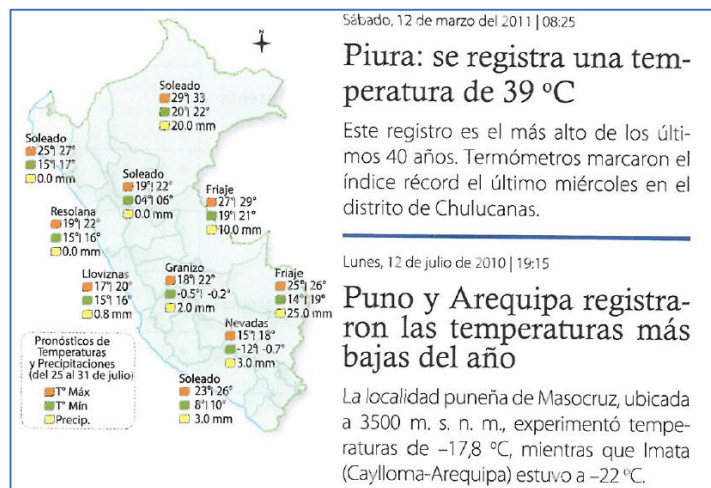 Soleado
29°| 33
20°| 22°
20.0 mm
Soleado
25°| 27°
15°| 17°
0.0 mm
Soleado
19°| 22°
04°| 06°
0.0 mm
Friaje
27°| 29°
19°| 21°
10.0 mm
Resolana
19°| 22°
15°| 16°
0.0 mm
Lloviznas
17°| 20°
15°| 16°
0.8 mm
Granizo
18°| 22°
-0.5°| -0.2°
2.0 mm
Friaje
25°| 26°
14°| 19°
25.0 mm
Nevadas
15°| 18°
-12°| -0.7°
3.0 mm
Soleado
23°| 26°
8°| 10°
3.0 mm
Pronósticos de
Temperaturas
y Precipitaciones
(del 25 al 31 de julio)
T° Máx
T° Mín
Precip.
Sábado, 12 de marzo del 2011 | 08:25
Piura: se registra una tem-
peratura de 39 °C
Este registro es el más alto de los últi-
mos 40 años. Termómetros marcaron el
índice récord el último miércoles en el
distrito de Chulucanas.
Lunes, 12 de julio de 2010 | 19:15
Puno y Arequipa registra-
ron las temperaturas más
bajas del año
La localidad puneña de Masocruz, ubicada
a 3500 m. s. n. m., experimentó tempe-
raturas de –17,8 °C, mientras que Imata
(Caylloma-Arequipa) estuvo a –22 °C.